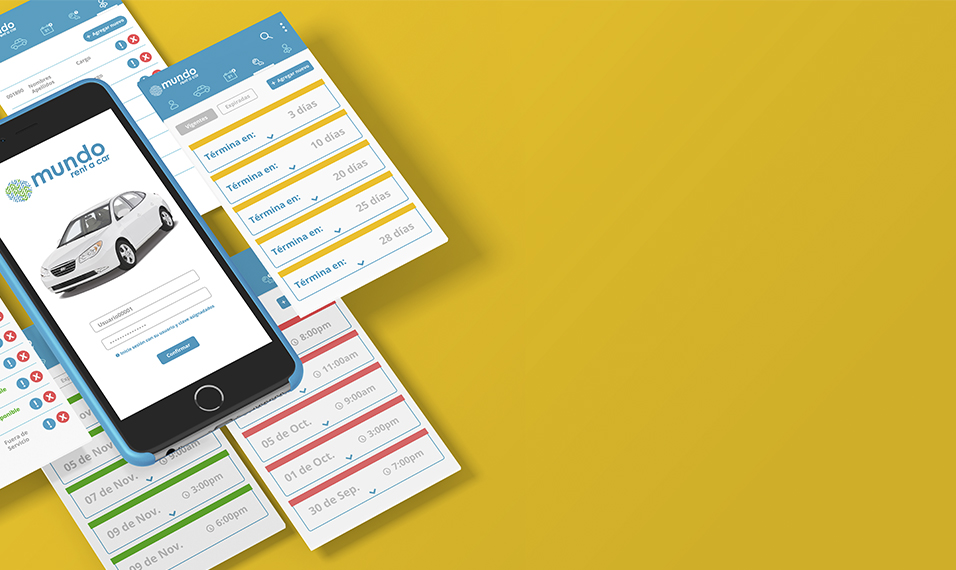 mundo
+ Agregar nuevo
Nombres
Apellidos
Cargo
001800
mundo
rent a car
+ Agregar nuevo
Vigentes
Expiradas
3 días
Término en:
10 días
Término en:
20 días
Término en:
25 días
Término en:
28 días
Término en:
mundo
rent a car
Usuario00001
Inicie sesión con su usuario y clave asignadados
Confirmar
8:00pm
11:00am
9:00am
05 de Oct.
3:00pm
01 de Oct.
7:00pm
30 de Sep.
Fuera de
Servicio
05 de Nov.
9:00am
07 de Nov.
3:00pm
09 de Nov.
6:00pm
09 de Nov.